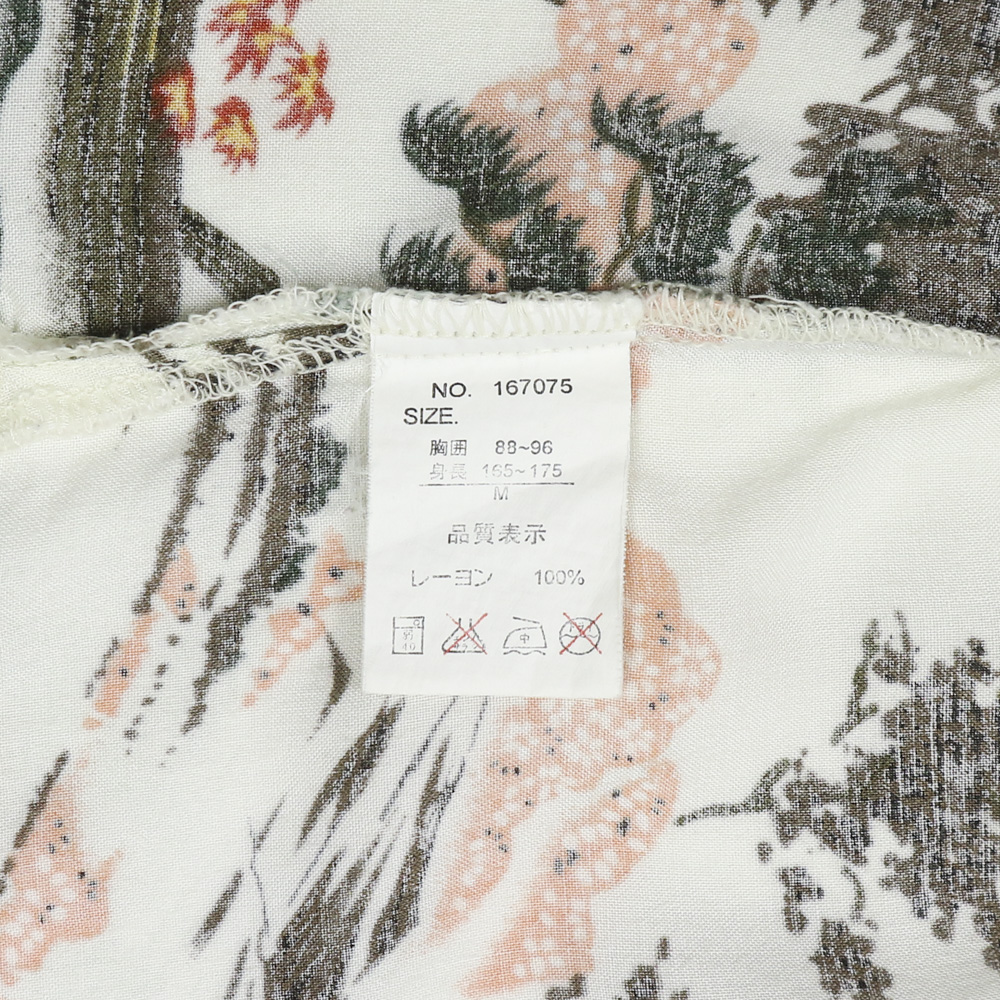 NO. 167075
SIZE.
胸囲 88~96
身長 165~175
M
品質表示
レーヨン 100%
中